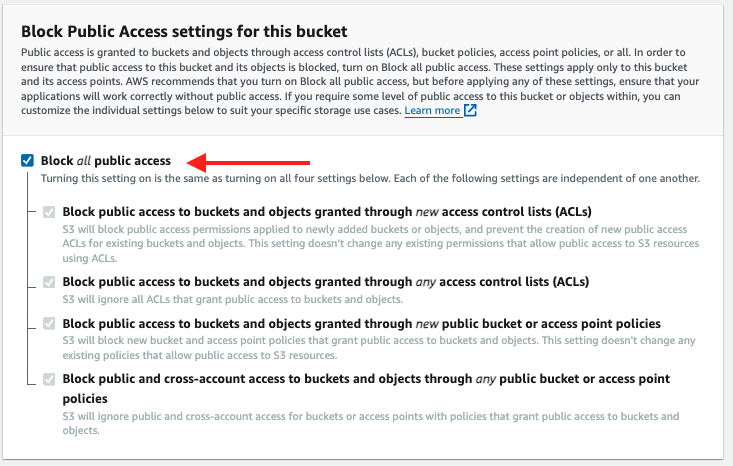 Block Public Access settings for this bucket
Public access is granted to buckets and objects through access control lists (ACLs), bucket policies, access point policies, or all. In order to
ensure that public access to this bucket and its objects is blocked, turn on Block all public access. These settings apply only to this bucket
and its access points. AWS recommends that you turn on Block all public access, but before applying any of these settings, ensure that your
applications will work correctly without public access. If you require some level of public access to this bucket or objects within, you can
customize the individual settings below to suit your specific storage use cases. Learn more
Block all public access
Turning this setting on is the same as turning on all four settings below. Each of the following settings are independent of one another.
Block public access to buckets and objects granted through new access control lists (ACLs)
S3 will block public access permissions applied to newly added buckets or objects, and prevent the creation of new public access
ACLs for existing buckets and objects. This setting doesn't change any existing permissions that allow public access to S3 resources
using ACLs.
Block public access to buckets and objects granted through any access control lists (ACLs)
S3 will ignore all ACLs that grant public access to buckets and objects.
Block public access to buckets and objects granted through new public bucket or access point policies
S3 will block new bucket and access point policies that grant public access to buckets and objects. This setting doesn't change any
existing policies that allow public access to S3 resources.
Block public and cross-account access to buckets and objects through any public bucket or access point
policies
S3 will ignore public and cross-account access for buckets or access points with policies that grant public access to buckets and
objects.